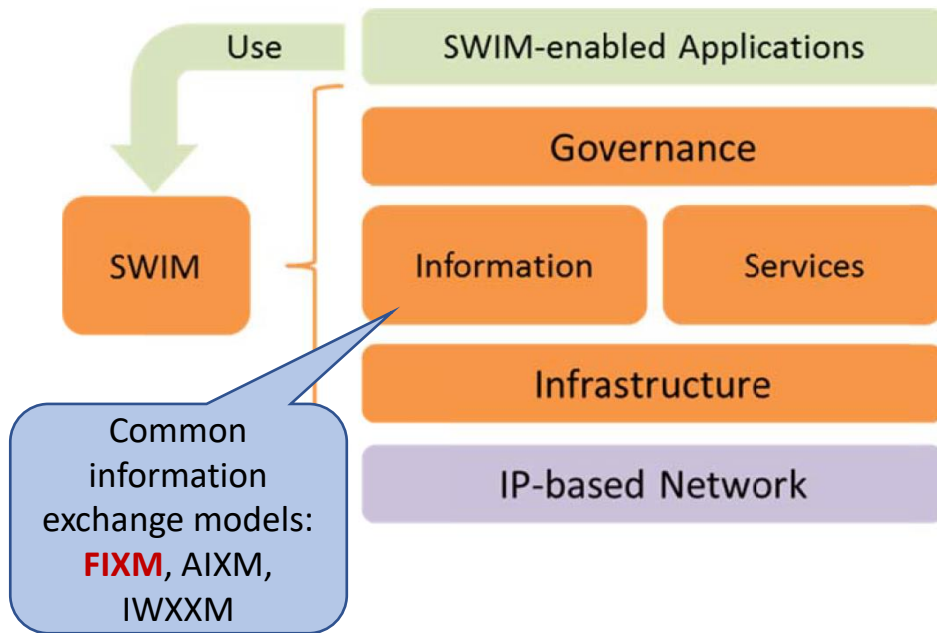 Use
SWIM-enabled Applications
Governance
SWIM
Information
Services
Infrastructure
Common
information
exchange models:
FIXM, AIXM,
IWXXM
IP-based Network